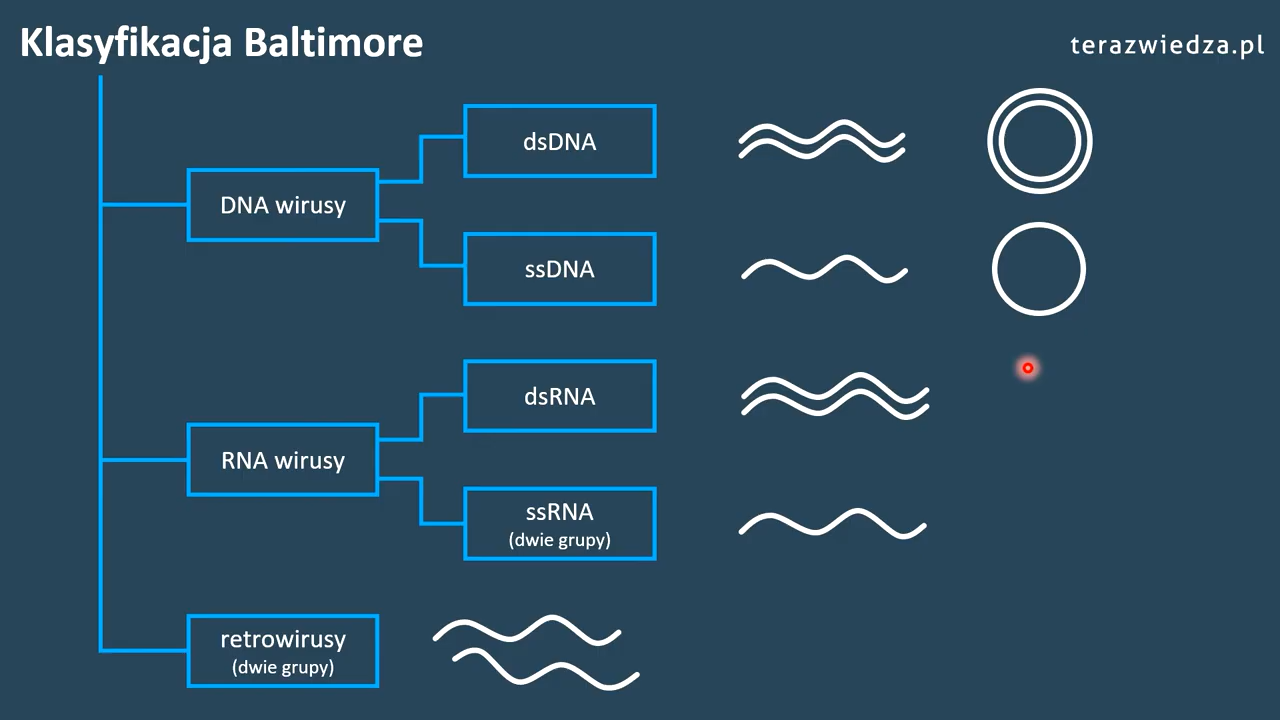 Klasyfikacja Baltimore
terazwiedza.pl
dsDNA
DNA wirusy
ssDNA
dsRNA
RNA wirusy
ssRNA
(dwie grupy)
retrowirusy
(dwie grupy)